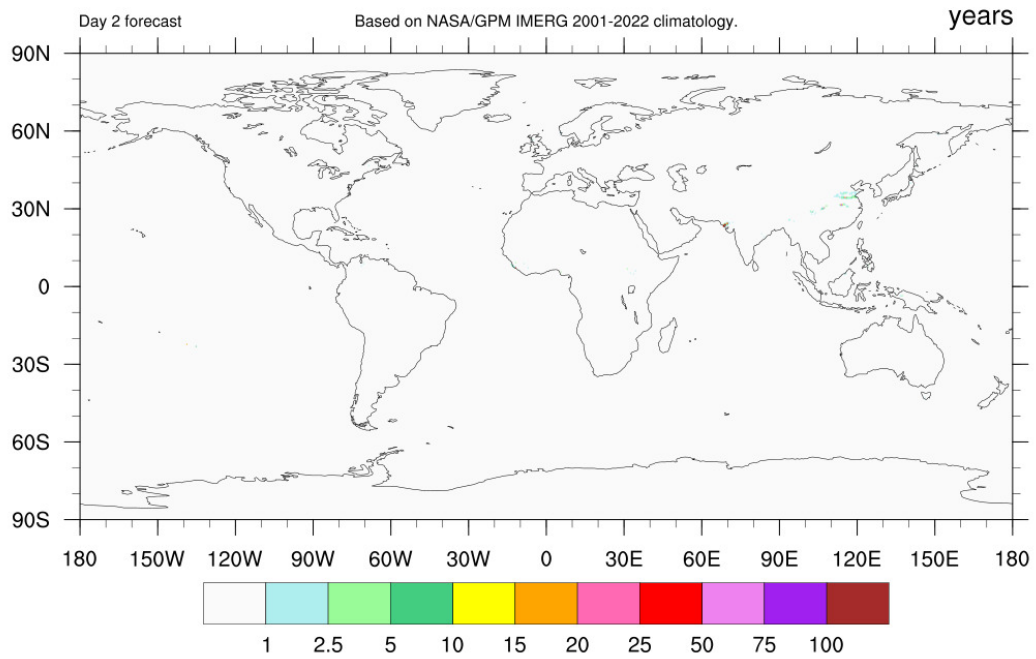 Day 2 forecast Based on NASA/GPM IMERG 2001-2022 climatology. years
90N
60N
30N
0
30S
60S
90S
180 150W 120W 90W 60W 30W 0 30E 60E 90E 120E 150E 180
1 2.5 5 10 15 20 25 50 75 100